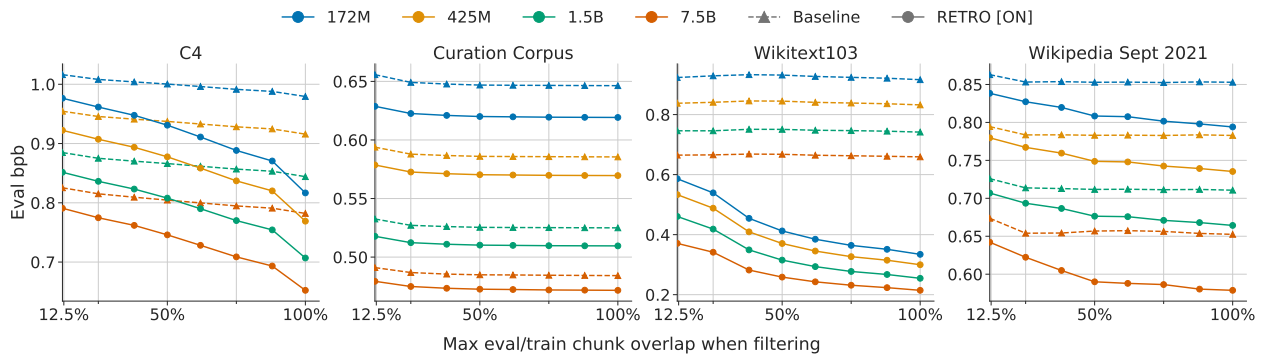 172M 425M 1.5B 7.5B Baseline RETRO [ON]
C4 Curation Corpus Wikitext103 Wikipedia Sept 2021
Eval bpb
1.0
0.9
0.8
0.7
12.5% 50% 100%
0.65
0.60
0.55
0.50
12.5% 50% 100%
0.8
0.6
0.4
0.2
12.5% 50% 100%
0.85
0.80
0.75
0.70
0.65
0.60
12.5% 50% 100%
Max eval/train chunk overlap when filtering